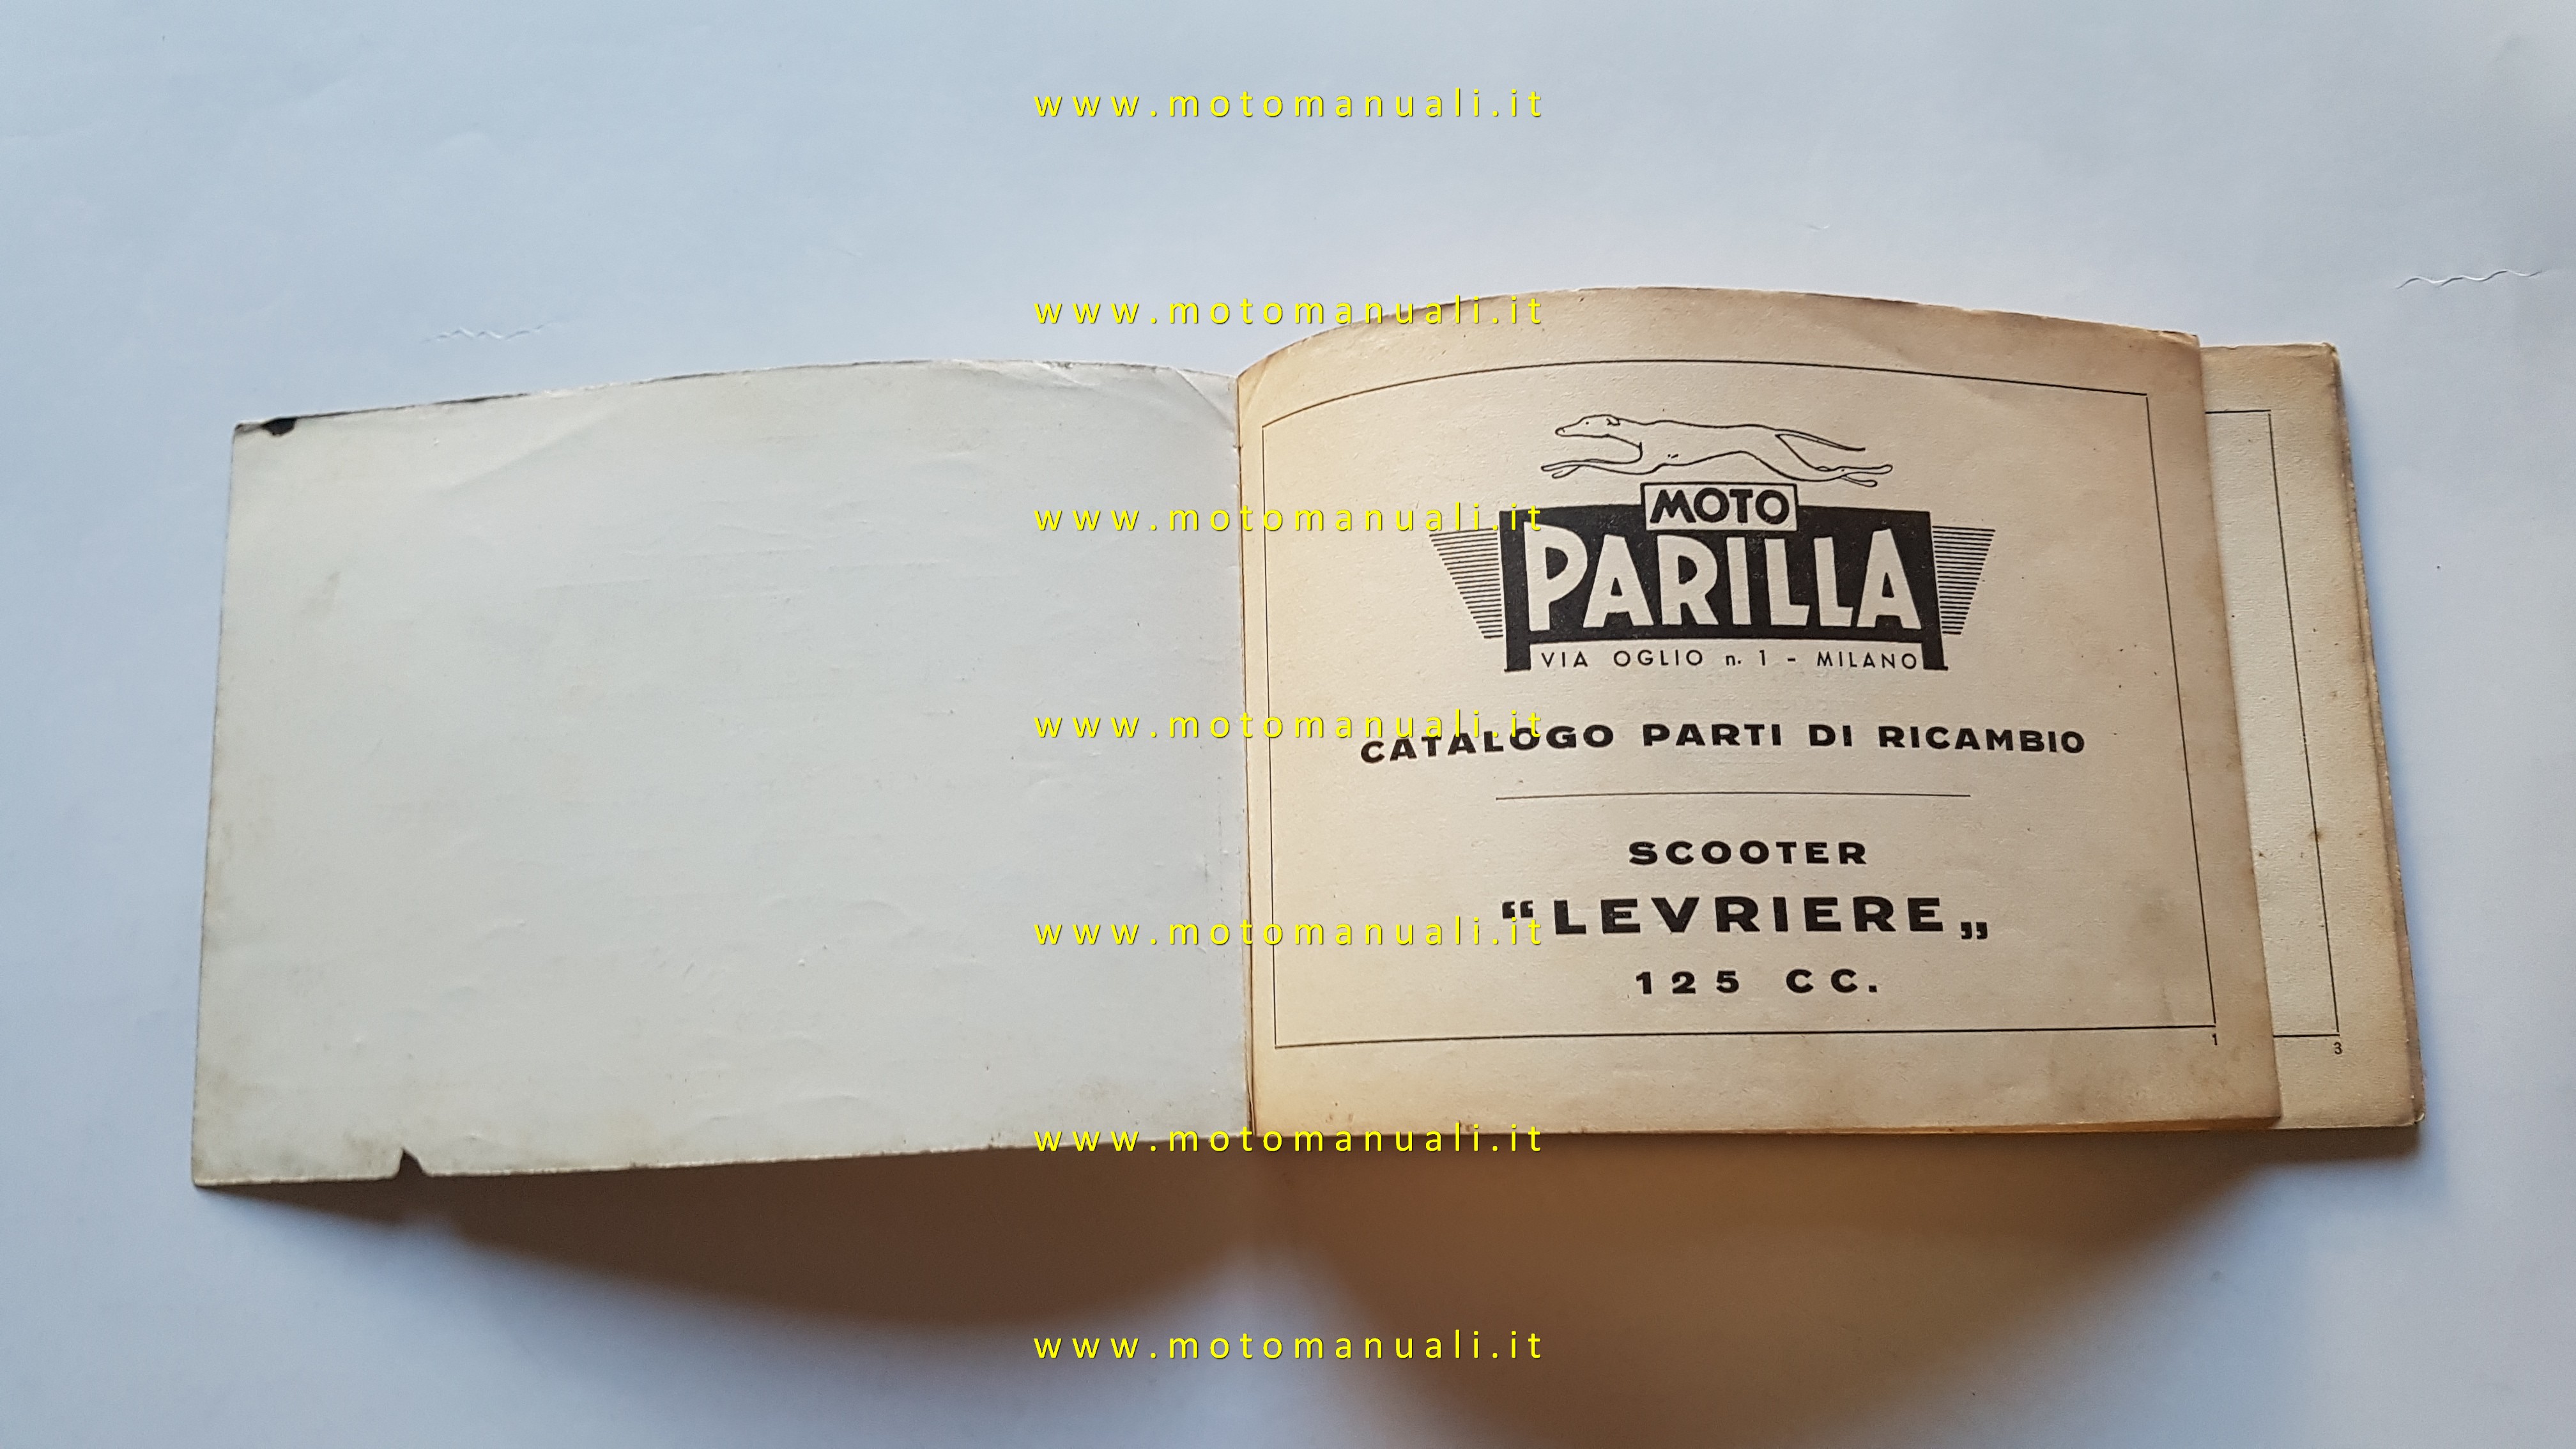 www.motomanuali.it
www.motomanuali.it
MOTO
www.motomanuali.it
PARILLA
VIA OGLIO n. 1 - MILANO
www.motomanuali.it
CATALOGO PARTI DI RICAMBIO
SCOOTER
“LEVRIERE„
www.motomanuali.it
125 CC.
1
3
www.motomanuali.it
www.motomanuali.it